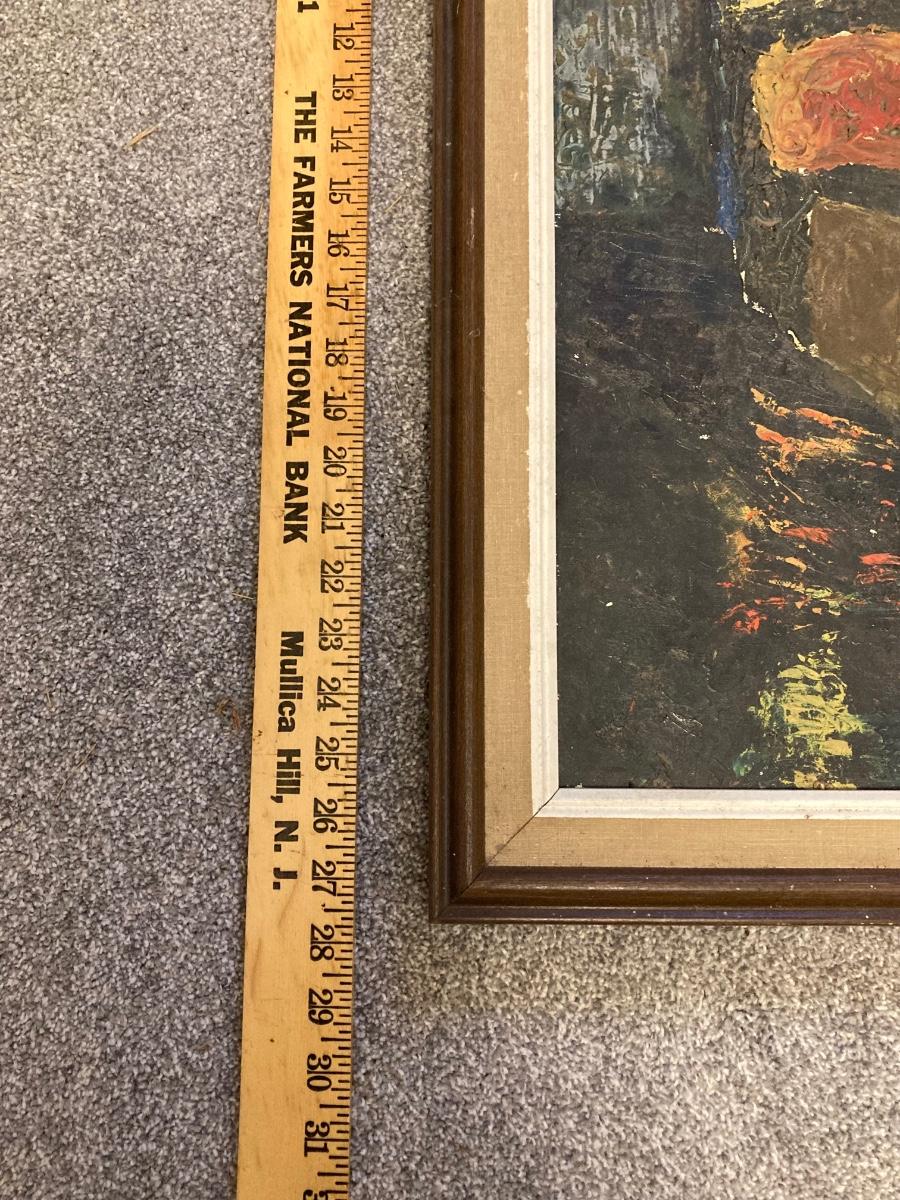 1
THE FARMERS NATIONAL BANK Mullica Hill, N. J.
12 13 14 15 16 17 18 19 20 21 22 23 24 25 26 27 28 29 30 31